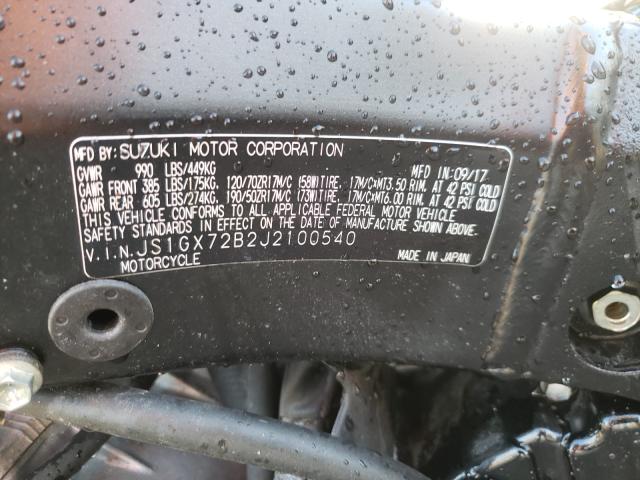 MFD BY: SUZUKI MOTOR CORPORATION
GVWR 990 LBS/449KG MFD IN: 09/17
GAWR FRONT 385 LBS/175KG, 120/70ZR17M/C (58W)TIRE, 17M/C×MT3.50 RIM, AT 42 PSI COLD
GAWR REAR 605 LBS/274KG, 190/50ZR17M/C (73W)TIRE, 17M/C×MT6.00 RIM, AT 42 PSI COLD
THIS VEHICLE CONFORMS TO ALL APPLICABLE FEDERAL MOTOR VEHICLE
SAFETY STANDARDS IN EFFECT ON THE DATE OF MANUFACTURE SHOWN ABOVE.
V.I.N. JS1GX72B2J2100540
MOTORCYCLE MADE IN JAPAN